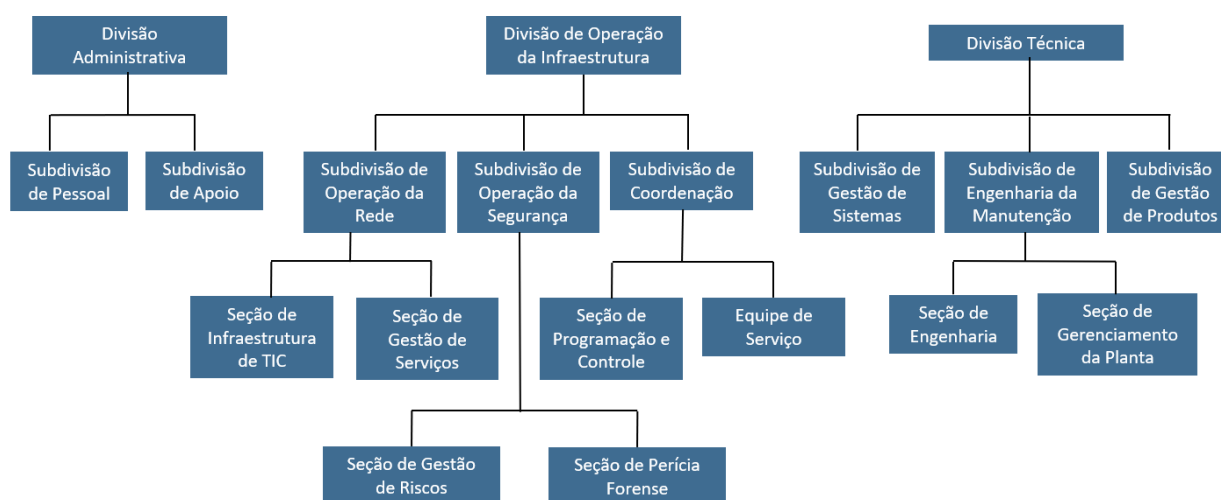 Divisão
Administrativa
Divisão de Operação
da Infraestrutura
Divisão Técnica
Subdivisão
de Pessoal
Subdivisão
de Apoio
Subdivisão de
Operação da
Rede
Subdivisão de
Operação da
Segurança
Subdivisão de
Coordenação
Subdivisão de
Gestão de
Sistemas
Subdivisão de
Engenharia da
Manutenção
Subdivisão
de Gestão
de Produtos
Seção de
Infraestrutura
de TIC
Seção de
Gestão de
Serviços
Seção de
Programação e
Controle
Equipe de
Serviço
Seção de
Engenharia
Seção de
Gerenciamento
da Planta
Seção de Gestão
de Riscos
Seção de Perícia
Forense